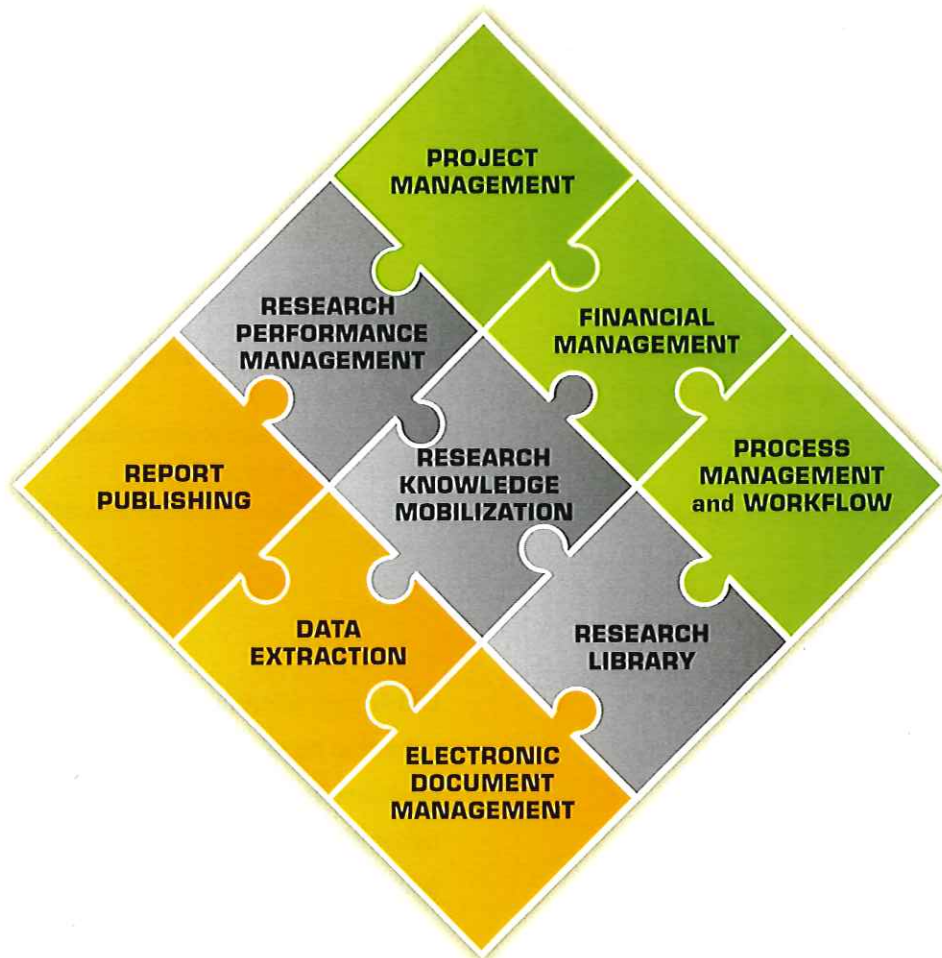 PROJECT
MANAGEMENT
RESEARCH
PERFORMANCE
MANAGEMENT
FINANCIAL
MANAGEMENT
REPORT
PUBLISHING
RESEARCH
KNOWLEDGE
MOBILIZATION
PROCESS
MANAGEMENT
and WORKFLOW
DATA
EXTRACTION
RESEARCH
LIBRARY
ELECTRONIC
DOCUMENT
MANAGEMENT